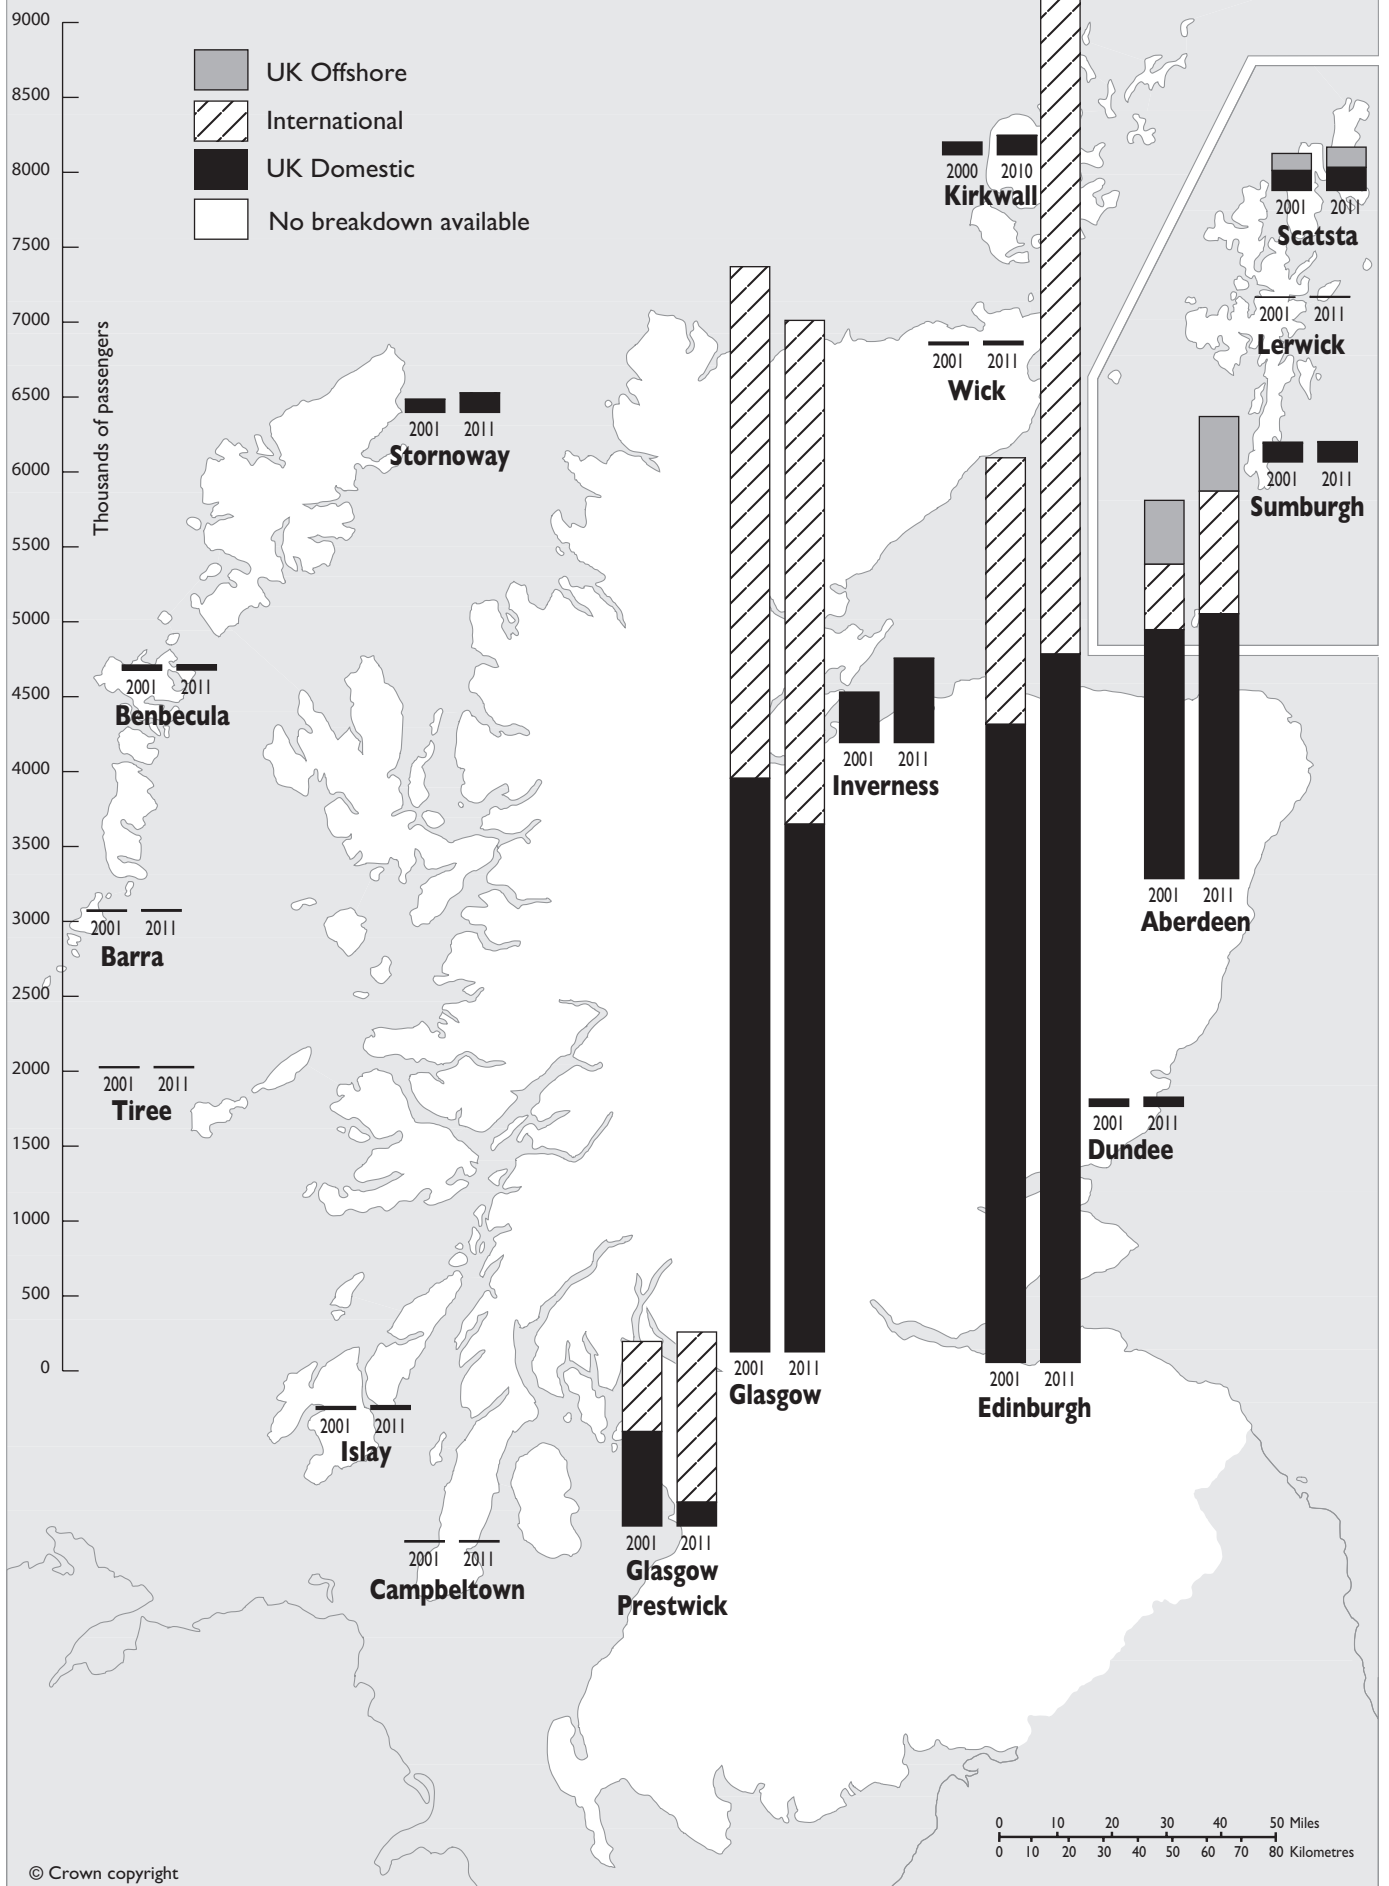 9000
8500
8000
7500
7000
6500
6000
5500
5000
4500
4000
3500
3000
2500
2000
1500
1000
500
0
Thousands of passengers
UK Offshore
International
UK Domestic
No breakdown available
2000 2010
Kirkwall
2001 2011
Scatsta
2001 2011
Lerwick
2001 2011
Wick
2001 2011
Stornoway
2001 2011
Sumburgh
2001 2011
Benbecula
2001 2011
Inverness
2001 2011
Aberdeen
2001 2011
Barra
2001 2011
Tiree
2001 2011
Dundee
2001 2011
Glasgow
2001 2011
Edinburgh
2001 2011
Islay
2001 2011
Campbeltown
2001 2011
Glasgow
Prestwick
0 10 20 30 40 50 Miles
0 10 20 30 40 50 60 70 80 Kilometres
© Crown copyright